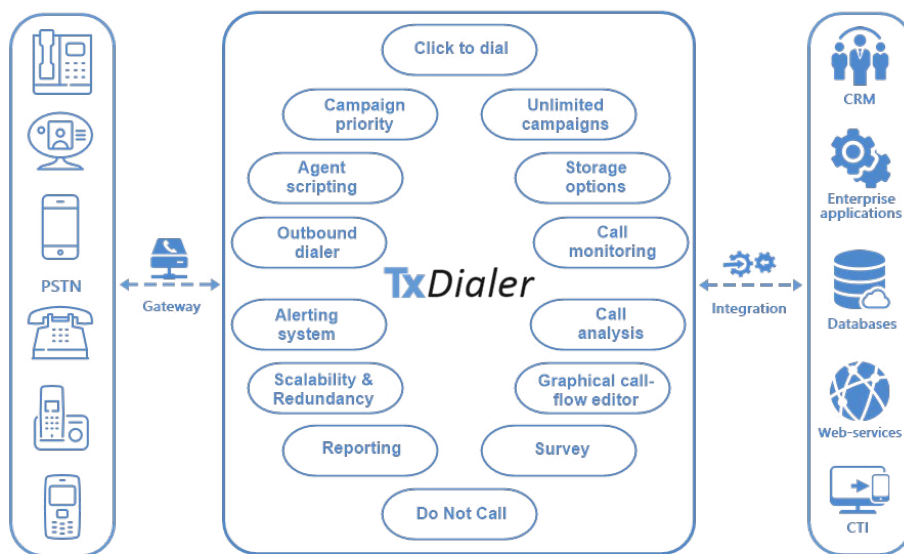 Click to dial
Campaign
priority
Unlimited
campaigns
Agent
scripting
Storage
options
Outbound
dialer
Call
monitoring
PSTN
Gateway
TxDialer
Integration
Alerting
system
Call
analysis
Scalability &
Redundancy
Graphical call-
flow editor
Reporting
Survey
Do Not Call
CRM
Enterprise
applications
Databases
Web-services
CTI